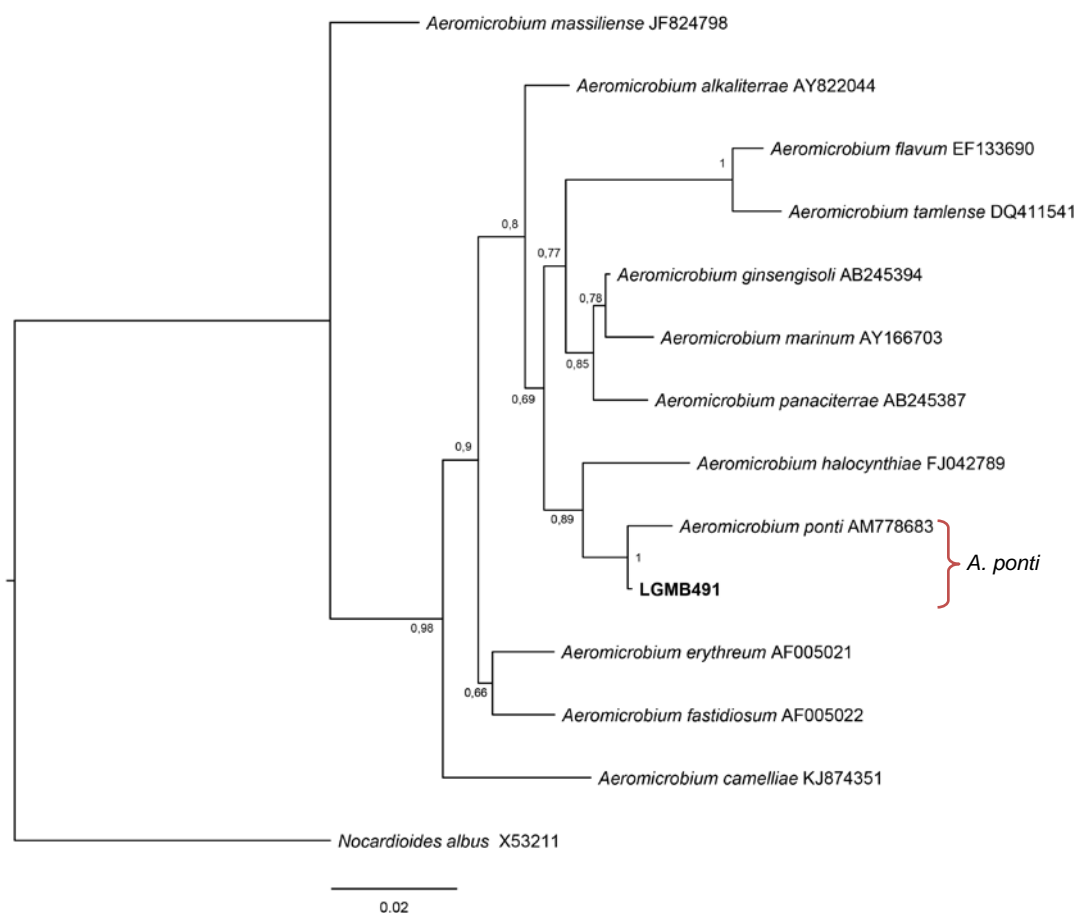 Aeromicrobium massiliense JF824798
Aeromicrobium alkaliterrae AY822044
Aeromicrobium flavum EF133690
1
Aeromicrobium tamlense DQ411541
0,8
0,77
Aeromicrobium ginsengisoli AB245394
0,78
Aeromicrobium marinum AY166703
0,85
Aeromicrobium panaciterrae AB245387
0,69
0,9
Aeromicrobium halocynthiae FJ042789
0,89
Aeromicrobium ponti AM778683
1
A. ponti
LGMB491
0,98
Aeromicrobium erythreum AF005021
0,66
Aeromicrobium fastidiosum AF005022
Aeromicrobium camelliae KJ874351
Nocardioides albus X53211
0.02